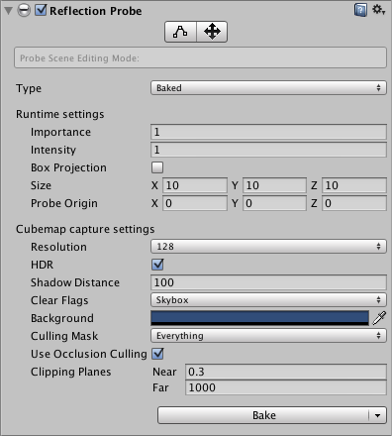 Reflection Probe
Probe Scene Editing Mode:
Type Baked
Runtime settings
Importance 1
Intensity 1
Box Projection
Size X 10 Y 10 Z 10
Probe Origin X 0 Y 0 Z 0
Cubemap capture settings
Resolution 128
HDR
Shadow Distance 100
Clear Flags Skybox
Background
Culling Mask Everything
Use Occlusion Culling
Clipping Planes Near 0.3
Far 1000
Bake